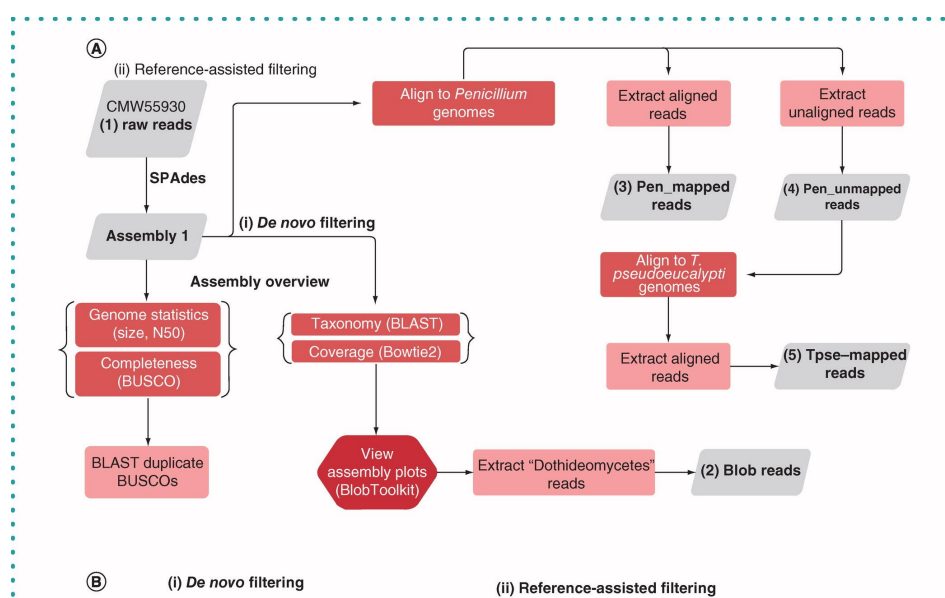 A
(ii) Reference-assisted filtering
CMW55930
(1) raw reads
SPAdes
Assembly 1
(i) De novo filtering
Assembly overview
Genome statistics
(size, N50)
Completeness
(BUSCO)
BLAST duplicate
BUSCOs
Taxonomy (BLAST)
Coverage (Bowtie2)
View
assembly plots
(BlobToolkit)
Extract “Dothideomycetes”
reads
(2) Blob reads
Align to Penicillium
genomes
Extract aligned
reads
(3) Pen_mapped
reads
Extract
unaligned reads
(4) Pen_unmapped
reads
Align to T.
pseudoeucalypti
genomes
Extract aligned
reads
(5) Tpse–mapped
reads
B
(i) De novo filtering
(ii) Reference-assisted filtering